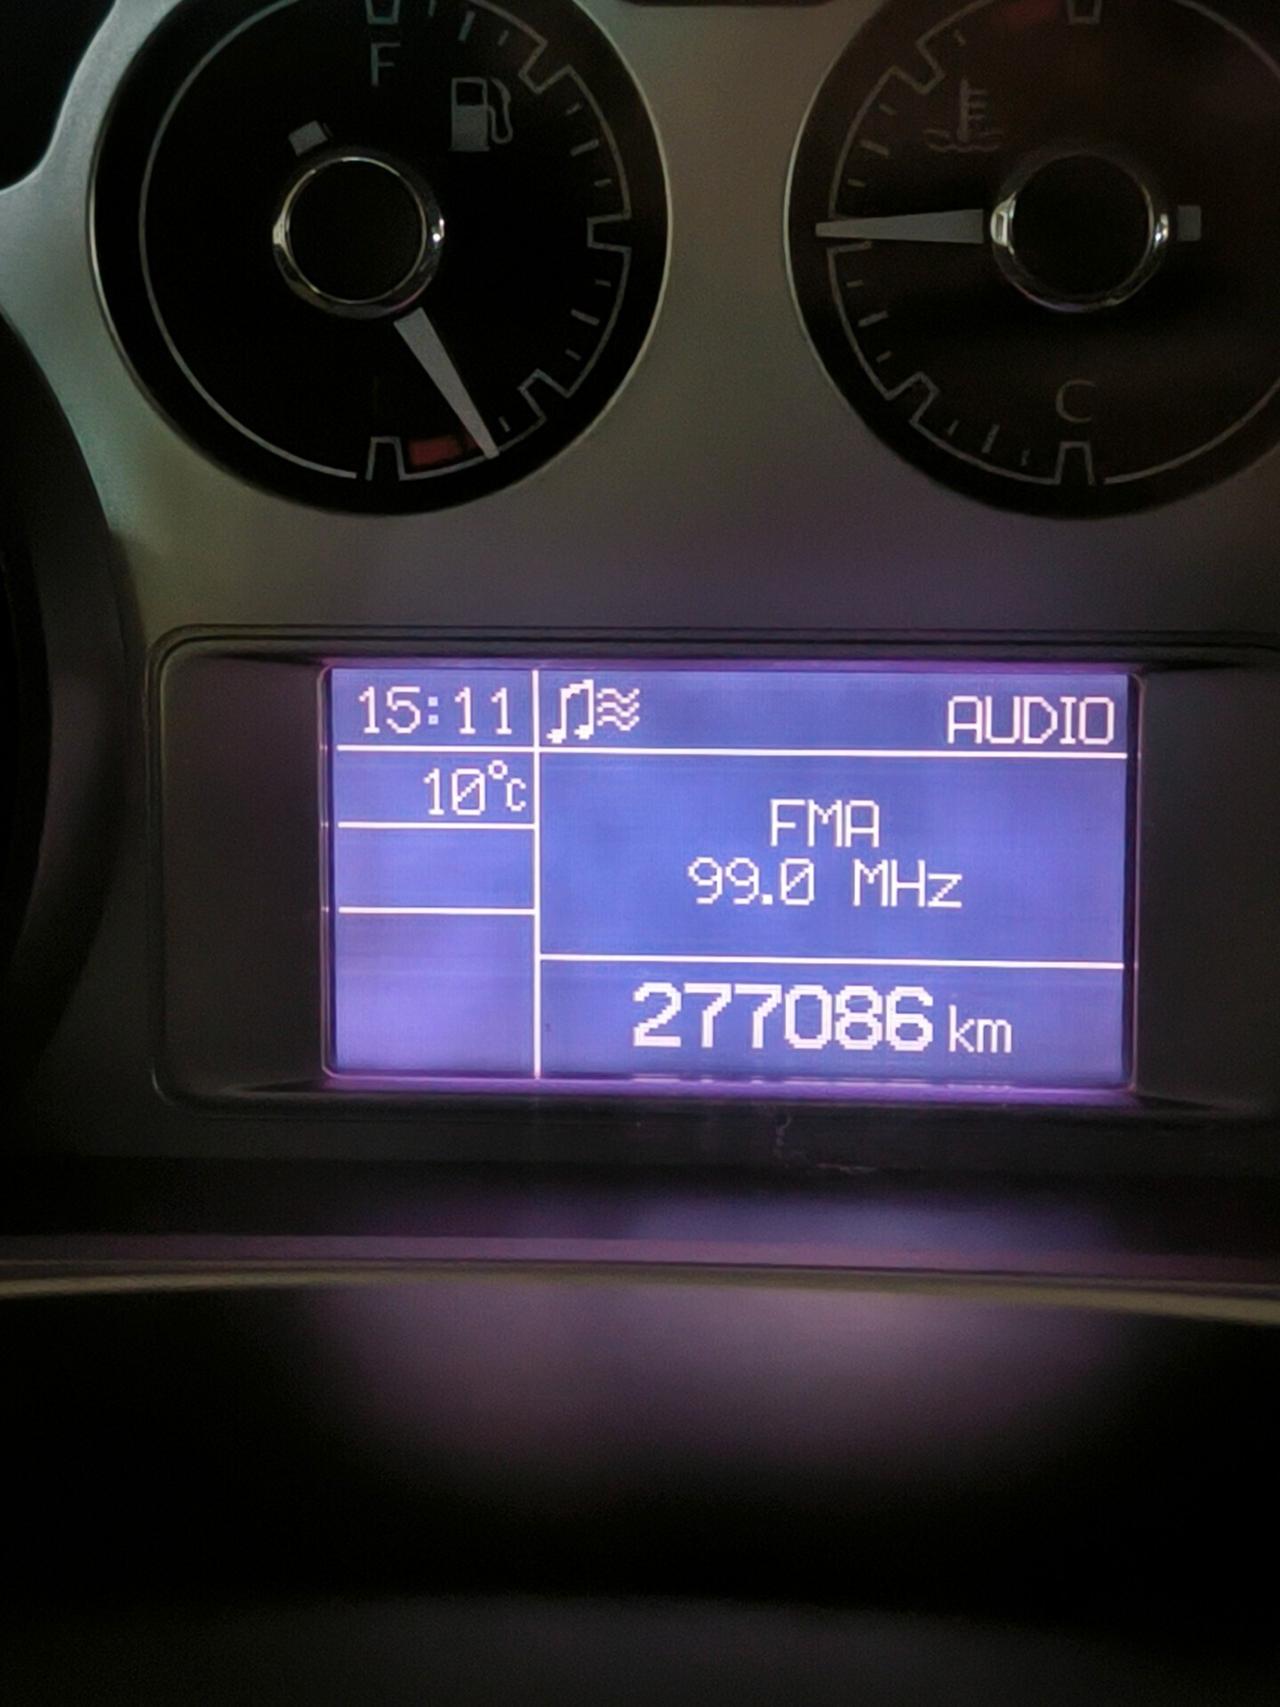 F
C
15:11
AUDIO
10°C
FMA
99.0 MHz
277086 km